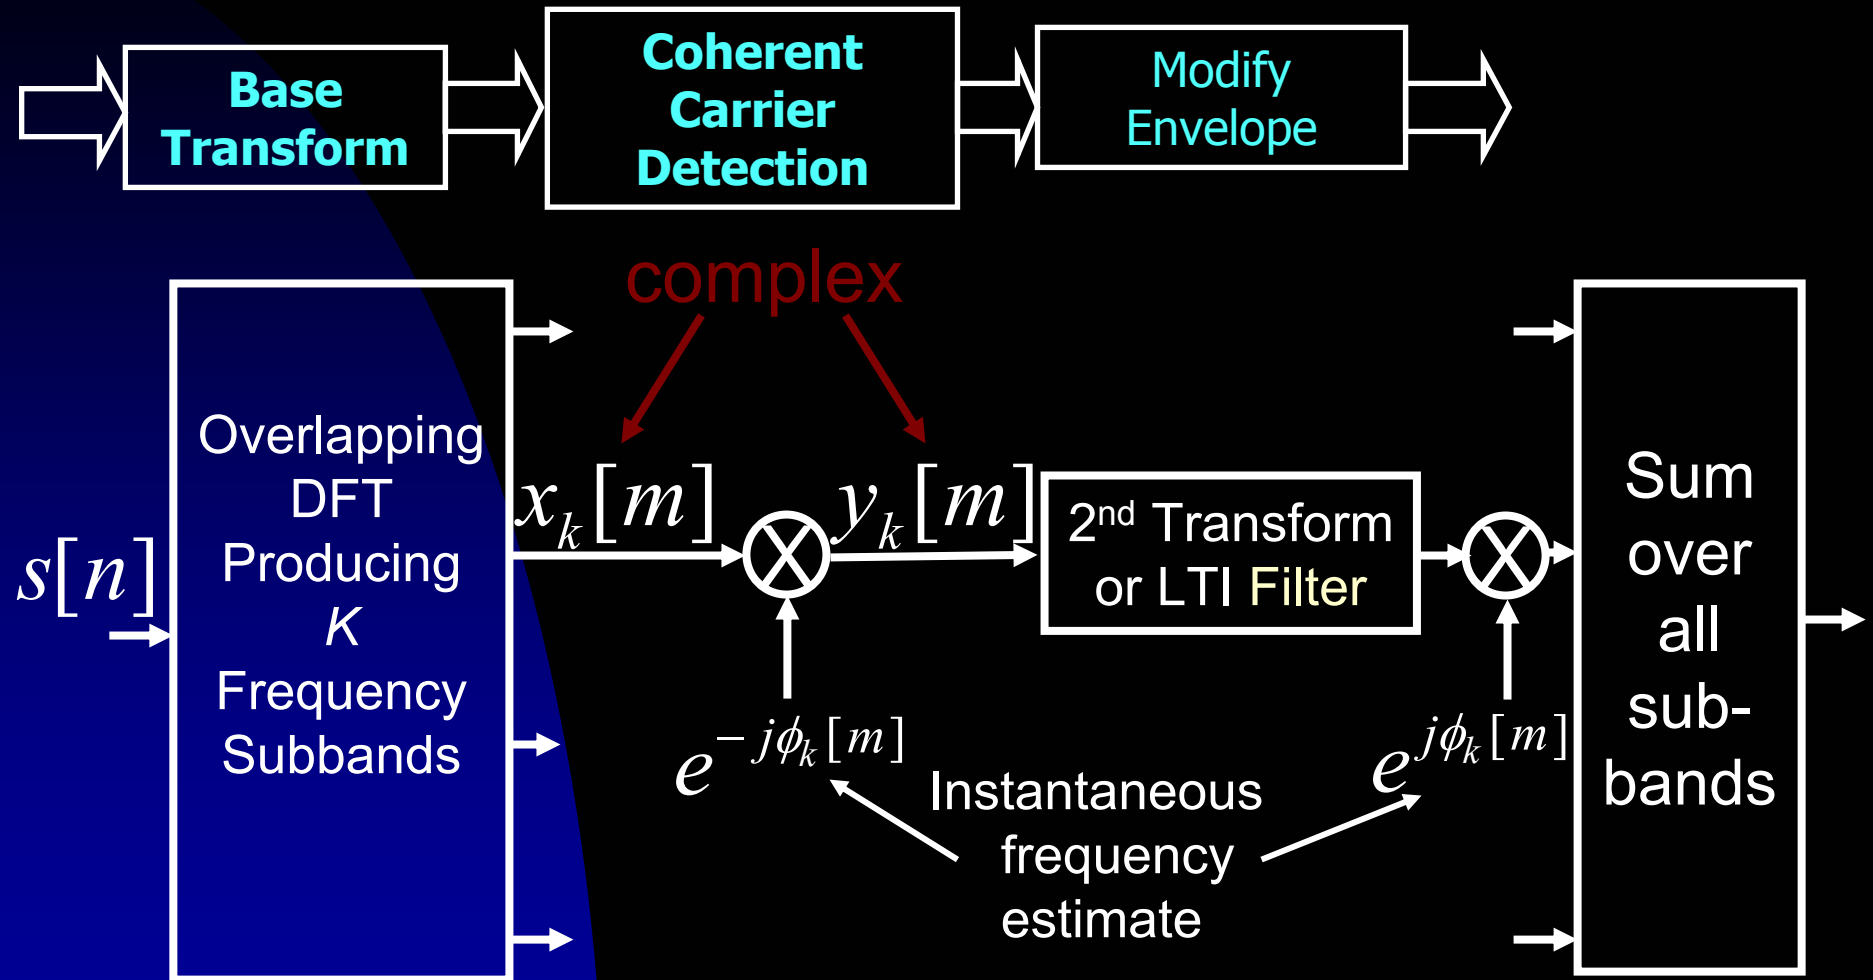 Base
Transform
Coherent
Carrier
Detection
Modify
Envelope
complex
s[n]
Overlapping
DFT
Producing
K
Frequency
Subbands
x_k[m]
y_k[m]
2nd Transform
or LTI Filter
e^{-jϕ_k[m]}
e^{jϕ_k[m]}
Instantaneous
frequency
estimate
Sum
over
all
sub-
bands